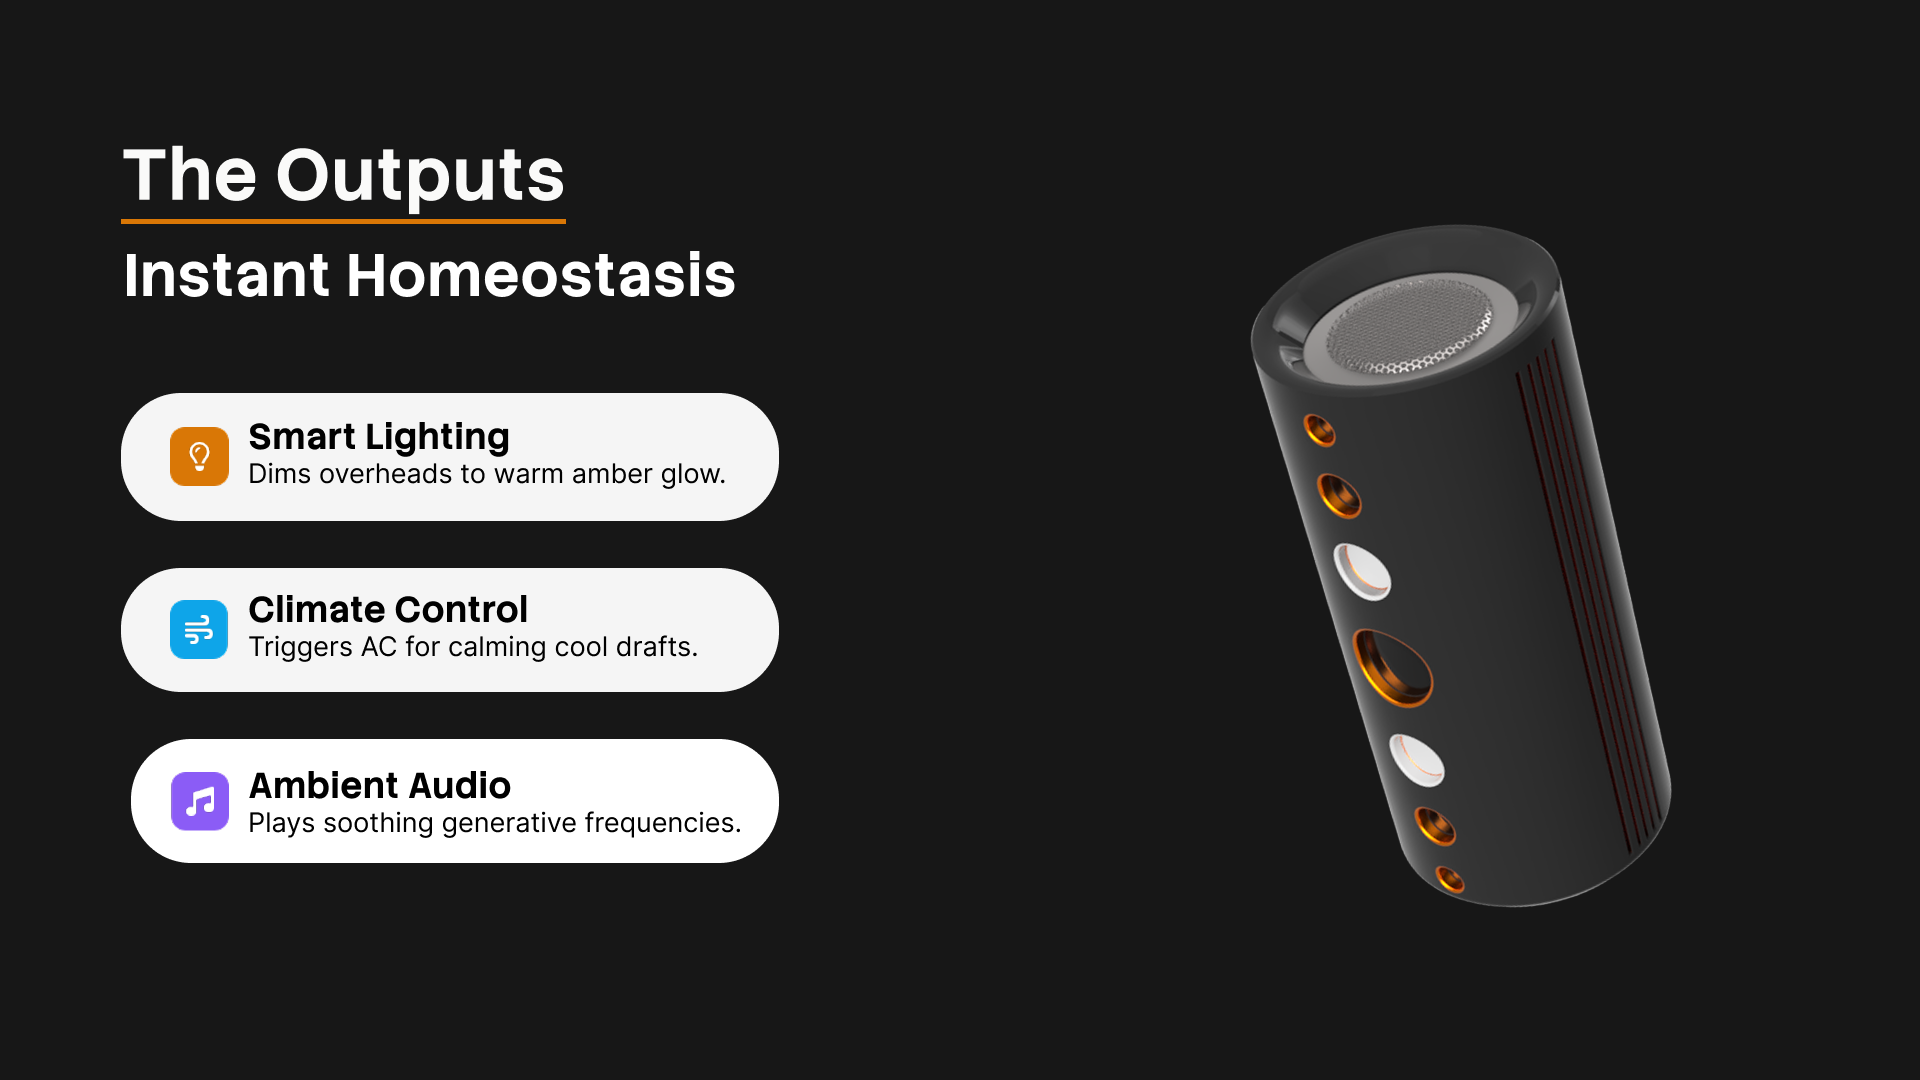 The Outputs
Instant Homeostasis
Smart Lighting
Dims overheads to warm amber glow.
Climate Control
Triggers AC for calming cool drafts.
Ambient Audio
Plays soothing generative frequencies.